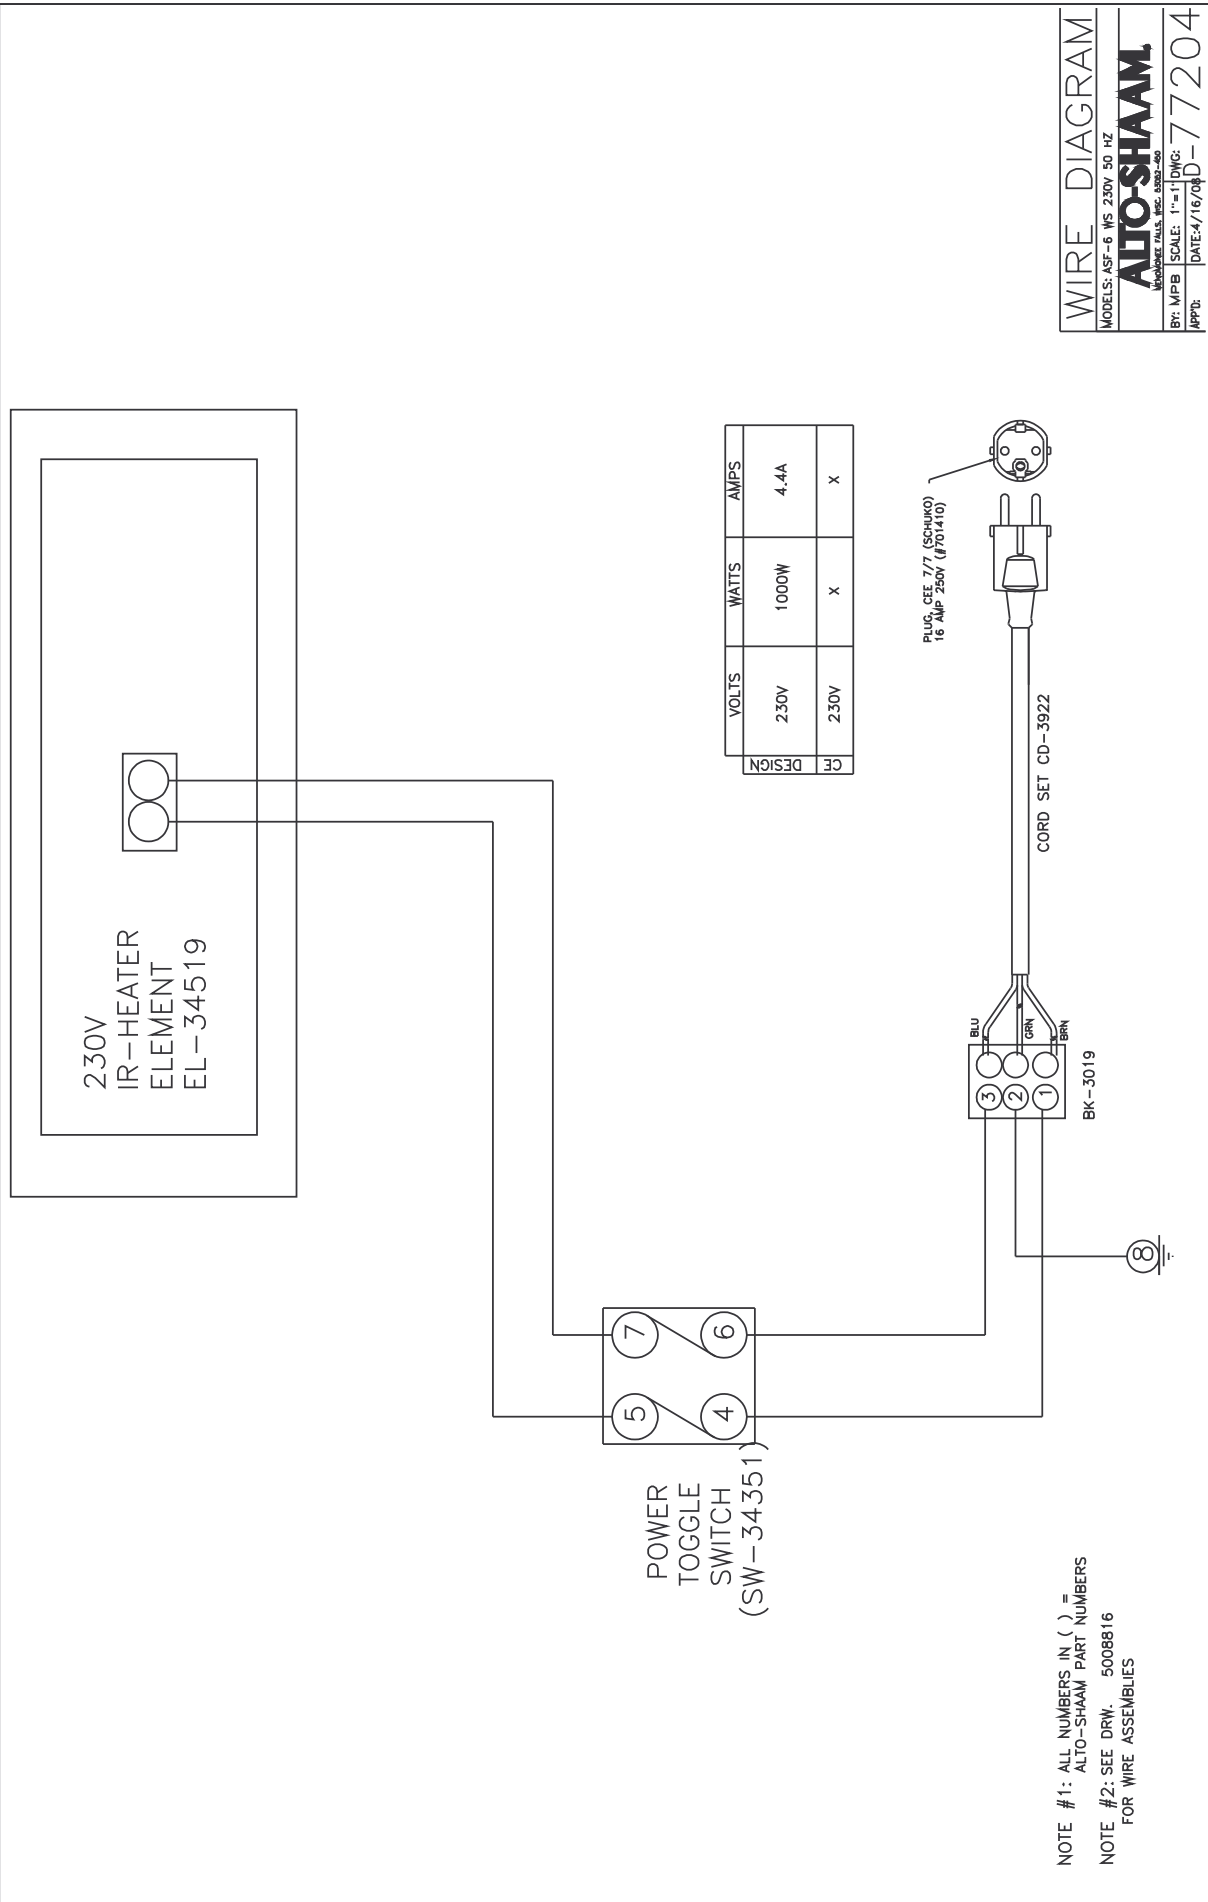 230V
IR-HEATER
ELEMENT
EL-34519
POWER
TOGGLE
SWITCH
(SW-34351)
5
7
4
6
VOLTS WATTS AMPS
DESIGN 230V 1000W 4.4A
CE 230V X X
PLUG, CEE 7/7 (SCHUKO)
16 AMP 250V (#701410)
BLU
GRN
BRN
3
2
1
CORD SET CD-3922
BK-3019
8
NOTE #1: ALL NUMBERS IN ( ) =
ALTO-SHAAM PART NUMBERS
NOTE #2: SEE DRW. 5008816
FOR WIRE ASSEMBLIES
WIRE DIAGRAM
MODELS: ASF-6 WS 230V 50 HZ
ALTO-SHAAM.
MENOMONEE FALLS, WISC.
BY: MPB SCALE: 1"=1' DWG:
APP'D: DATE:4/16/08 D-77204